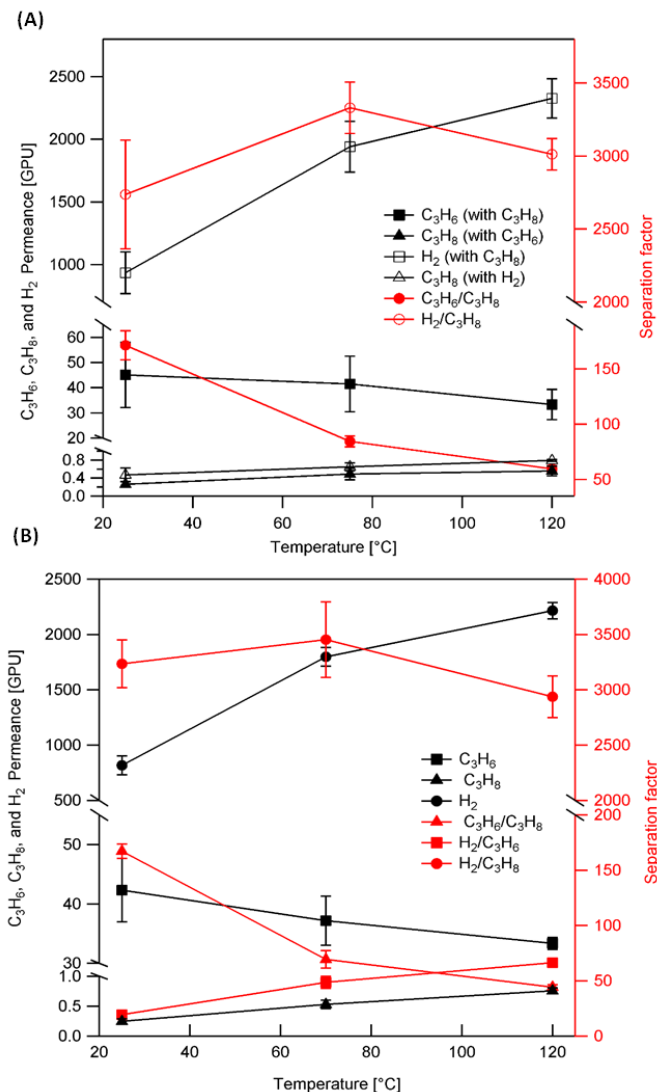 (A)
C₃H₆, C₃H₈, and H₂ Permeance [GPU]
2500
2000
1500
1000
60
50
40
30
20
0.8
0.4
0.0
3500
3000
2500
2000
150
100
50
Separation factor
C₃H₆ (with C₃H₈)
C₃H₈ (with C₃H₆)
H₂ (with C₃H₈)
C₃H₈ (with H₂)
C₃H₆/C₃H₈
H₂/C₃H₈
20 40 60 80 100 120
Temperature [°C]
(B)
C₃H₆, C₃H₈, and H₂ Permeance [GPU]
2500
2000
1500
1000
500
50
40
30
1.0
0.5
0.0
4000
3500
3000
2500
2000
200
150
100
50
0
Separation factor
C₃H₆
C₃H₈
H₂
C₃H₆/C₃H₈
H₂/C₃H₆
H₂/C₃H₈
20 40 60 80 100 120
Temperature [°C]